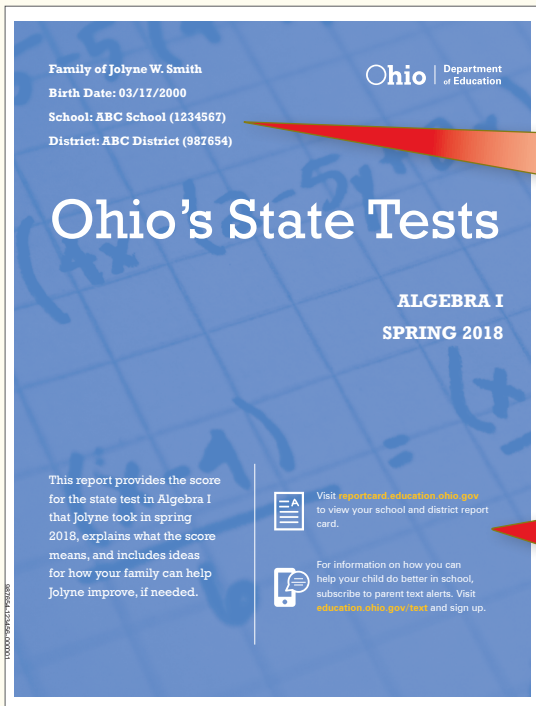 Family of Jolyne W. Smith
Birth Date: 03/17/2000
School: ABC School (1234567)
District: ABC District (987654)
Ohio | Department of Education
Ohio's State Tests
ALGEBRA I
SPRING 2018
This report provides the score
for the state test in Algebra I
that Jolyne took in spring
2018, explains what the score
means, and includes ideas
for how your family can help
Jolyne improve, if needed.
Visit reportcard.education.ohio.gov
to view your school and district report
card.
For information on how you can
help your child do better in school,
subscribe to parent text alerts. Visit
education.ohio.gov/text and sign up.
987654-123456-000001